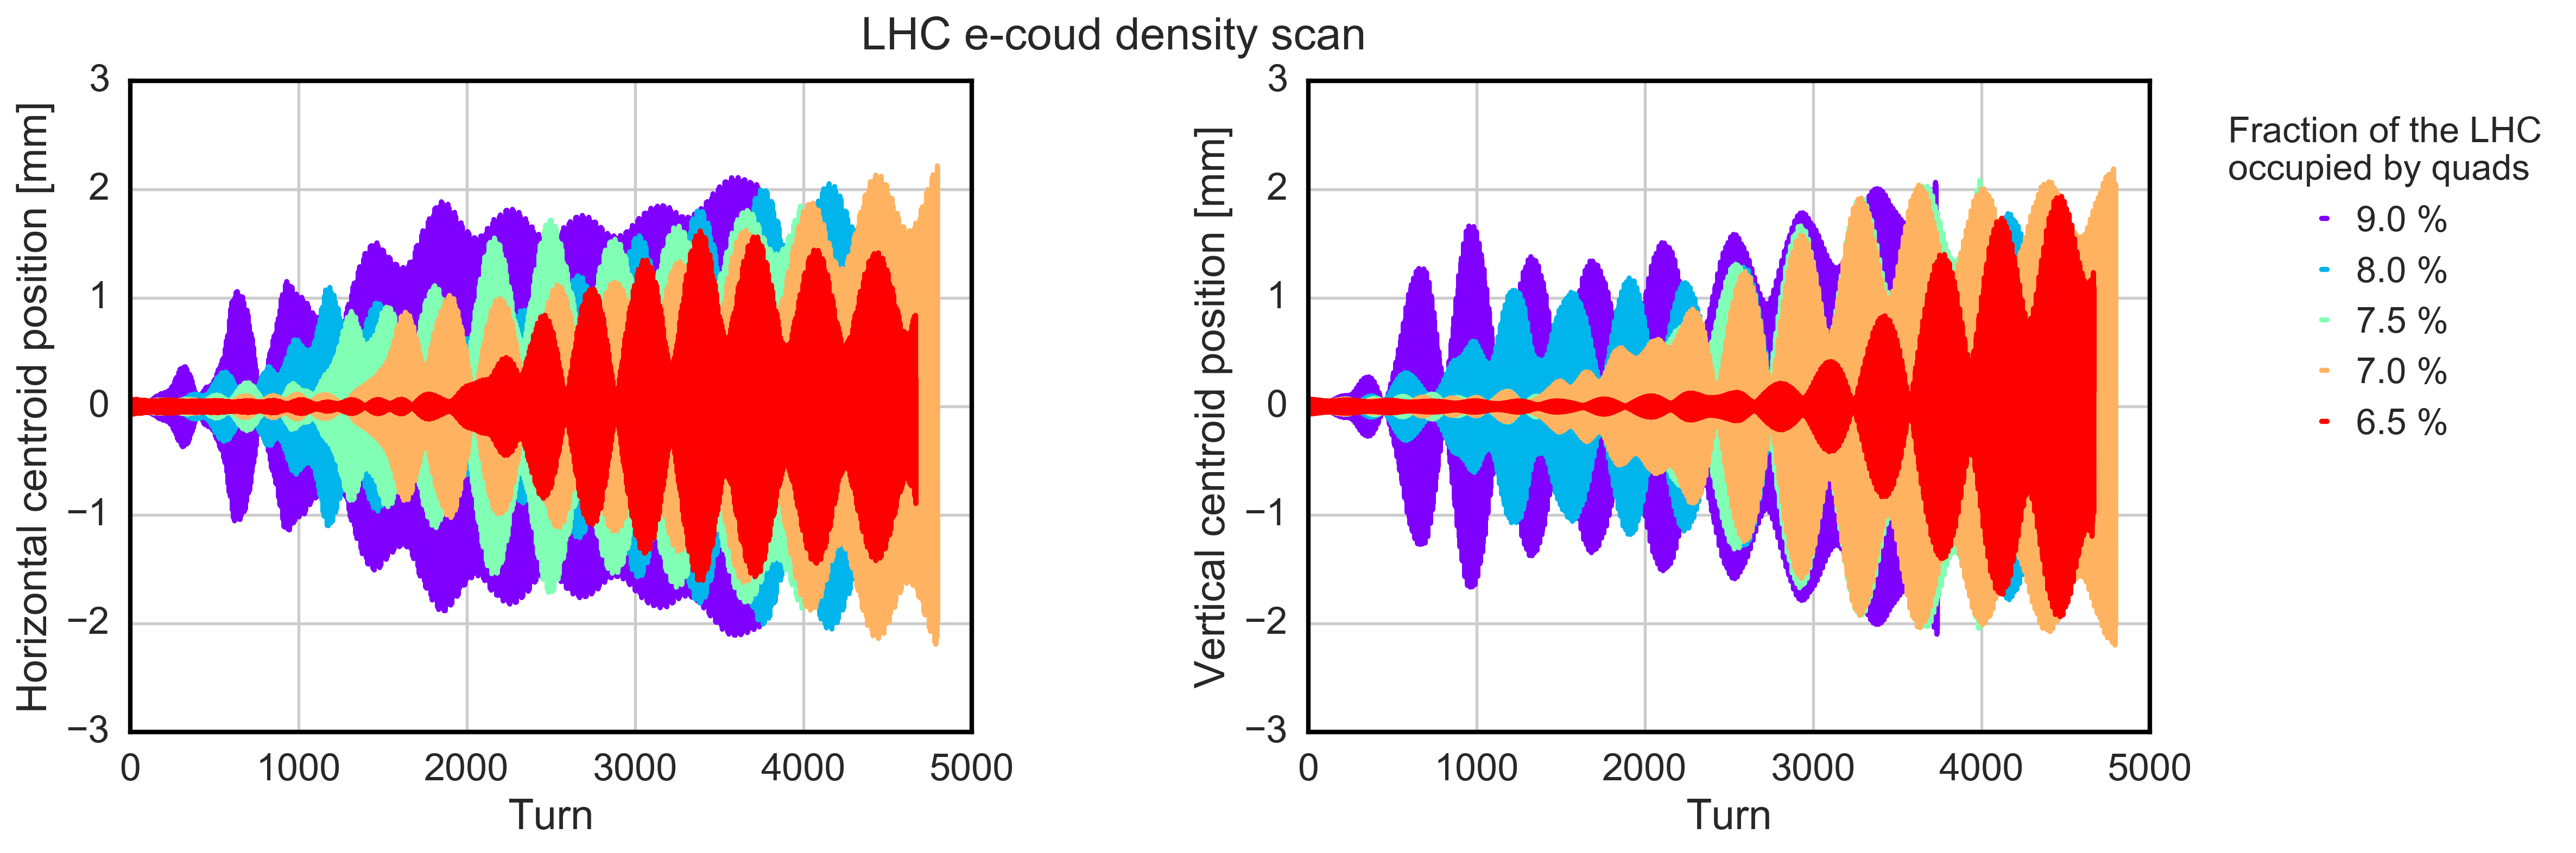 LHC e-coud density scan
Horizontal centroid position [mm]
3
2
1
0
−1
−2
−3
0 1000 2000 3000 4000 5000
Turn
Vertical centroid position [mm]
3
2
1
0
−1
−2
−3
0 1000 2000 3000 4000 5000
Turn
Fraction of the LHC
occupied by quads
9.0 %
8.0 %
7.5 %
7.0 %
6.5 %